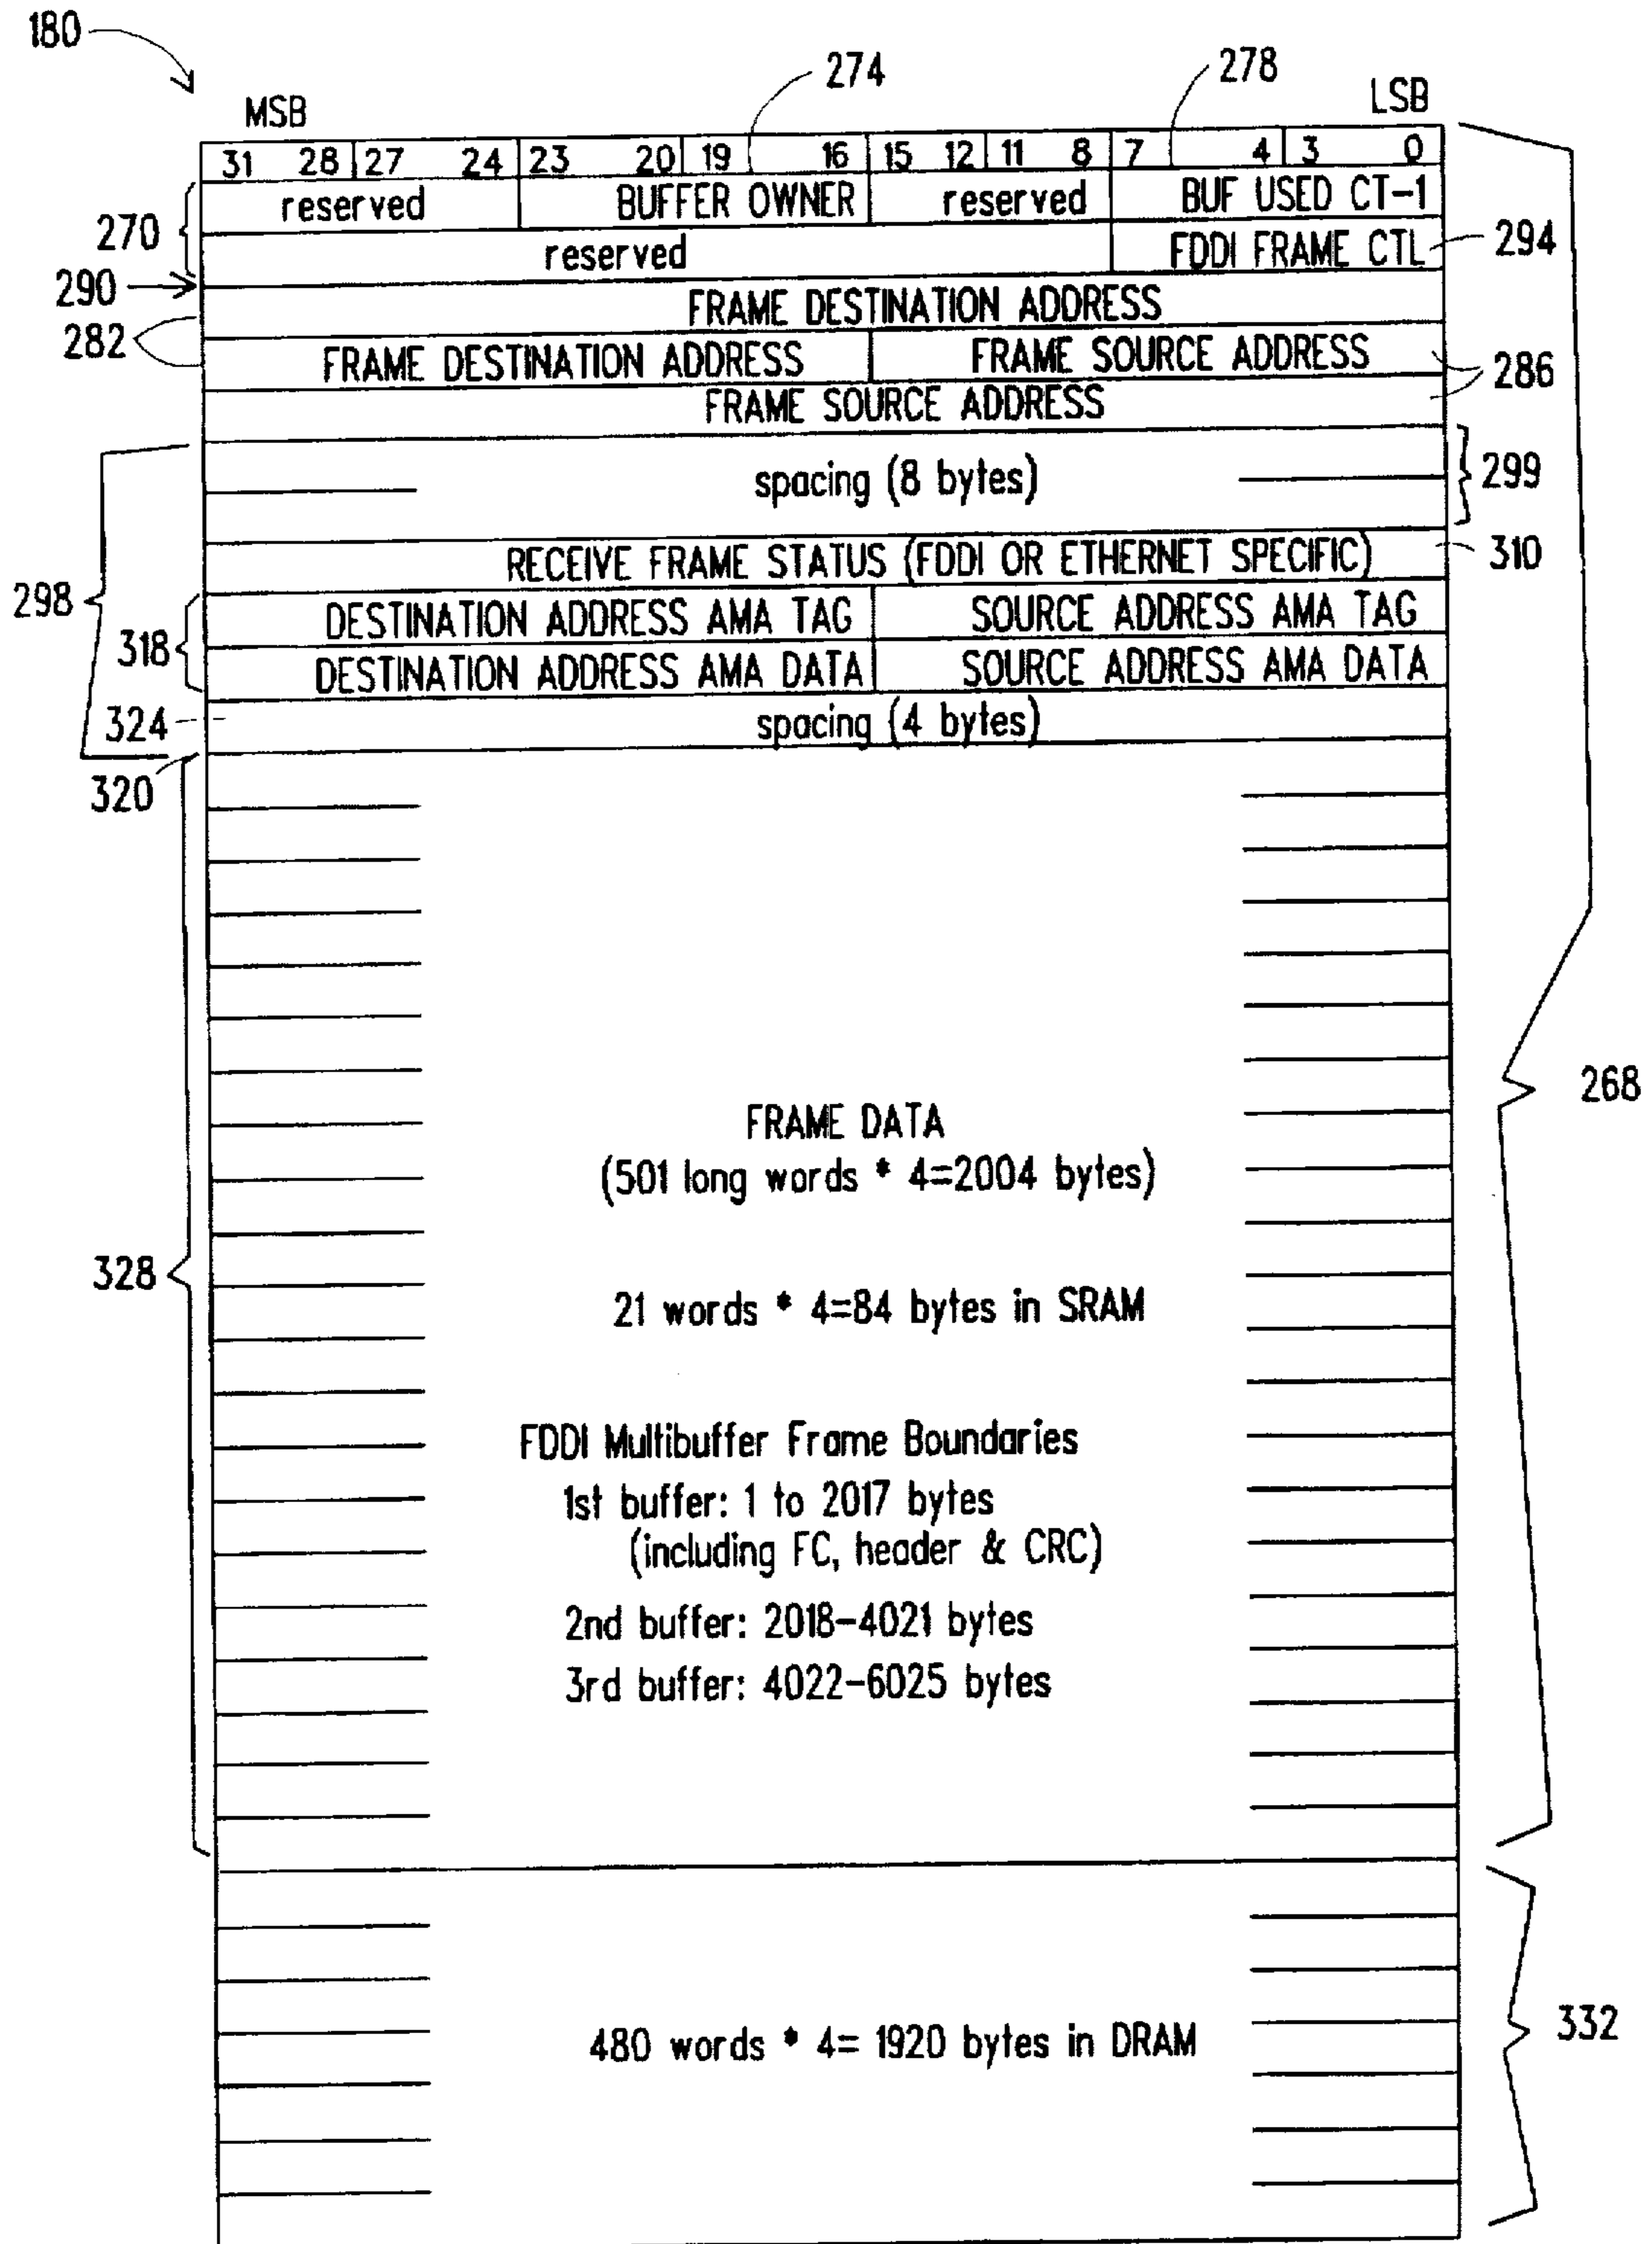 180
274
278
MSB
LSB
31 28 27 24 23 20 19 16 15 12 11 8 7 4 3 0
270
reserved
BUFFER OWNER
reserved
BUF USED CT-1
reserved
FDDI FRAME CTL
294
290
FRAME DESTINATION ADDRESS
282
FRAME DESTINATION ADDRESS
FRAME SOURCE ADDRESS
286
FRAME SOURCE ADDRESS
spacing (8 bytes)
299
RECEIVE FRAME STATUS (FDDI OR ETHERNET SPECIFIC)
310
298
318
DESTINATION ADDRESS AMA TAG
SOURCE ADDRESS AMA TAG
DESTINATION ADDRESS AMA DATA
SOURCE ADDRESS AMA DATA
324
spacing (4 bytes)
320
268
FRAME DATA
(501 long words * 4=2004 bytes)
328
21 words * 4=84 bytes in SRAM
FDDI Multibuffer Frame Boundaries
1st buffer: 1 to 2017 bytes
(including FC, header & CRC)
2nd buffer: 2018-4021 bytes
3rd buffer: 4022-6025 bytes
480 words * 4= 1920 bytes in DRAM
332